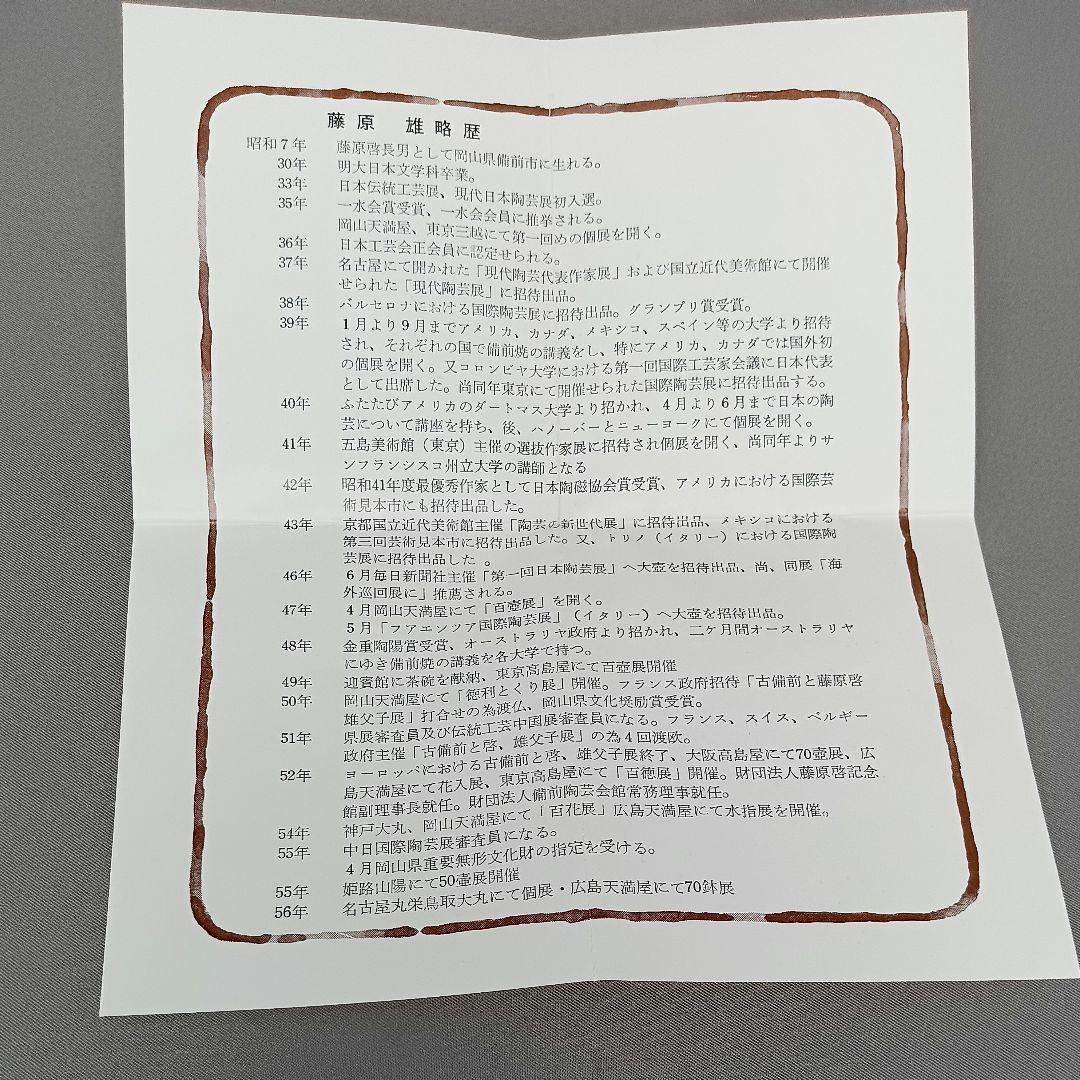 藤原　雄略歴
昭和7年　藤原啓長男として岡山県備前市に生れる。
30年　明大日本文学科卒業。
33年　日本伝統工芸展、現代日本陶芸展初入選。
35年　一水会賞受賞、一水会会員に推挙される。
岡山天満屋、東京三越にて第一回めの個展を開く。
36年　日本工芸会正会員に認定せられる。
37年　名古屋にて開かれた「現代陶芸代表作家展」および国立近代美術館にて開催
せられた「現代陶芸展」に招待出品。
38年　バルセロナにおける国際陶芸展に招待出品。グランプリ賞受賞。
39年　1月より9月までアメリカ、カナダ、メキシコ、スペイン等の大学より招待
され、それぞれの国で備前焼の講義をし、特にアメリカ、カナダでは国外初
の個展を開く。又コロンビヤ大学における第一回国際工芸家会議に日本代表
として出席した。尚同年東京にて開催せられた国際陶芸展に招待出品する。
40年　ふたたびアメリカのダートマス大学より招かれ、4月より6月まで日本の陶
芸について講座を持ち、後、ハノーバーとニューヨークにて個展を開く。
41年　五島美術館（東京）主催の選抜作家展に招待され個展を開く、尚同年よりサ
ンフランシスコ州立大学の講師となる
42年　昭和41年度最優秀作家として日本陶磁協会賞受賞、アメリカにおける国際芸
術見本市にも招待出品した。
43年　京都国立近代美術館主催「陶芸の新世代展」に招待出品、メキシコにおける
第三回芸術見本市に招待出品した。又、トリノ（イタリー）における国際陶
芸展に招待出品した 。
46年　6月毎日新聞社主催「第一回日本陶芸展」へ大壺を招待出品、尚、同展「海
外巡回展に」推薦される。
47年　4月岡山天満屋にて「百壺展」を開く。
5月「ファエンツア国際陶芸展」（イタリー）へ大壺を招待出品。
48年　金重陶陽賞受賞、オーストラリヤ政府より招かれ、二ケ月間オーストラリヤ
にゆき備前焼の講義を各大学で持つ。
49年　迎賓館に茶碗を献納、東京高島屋にて百壺展開催
50年　岡山天満屋にて「徳利とくり展」開催。フランス政府招待「古備前と藤原啓
雄父子展」打合せの為渡仏、岡山県文化奨励賞受賞。
51年　県展審査員及び伝統工芸中国展審査員になる。フランス、スイス、ベルギー
政府主催「古備前と啓、雄父子展」の為4回渡欧。
52年　ヨーロッパにおける古備前と啓、雄父子展終了、大阪高島屋にて70壺展、広
島天満屋にて花入展、東京高島屋にて「百徳展」開催。財団法人藤原啓記念
館副理事長就任。財団法人備前陶芸会館常務理事就任。
54年　神戸大丸、岡山天満屋にて「百花展」広島天満屋にて水指展を開催。
55年　中日国際陶芸展審査員になる。
4月岡山県重要無形文化財の指定を受ける。
55年　姫路山陽にて50壷展開催
56年　名古屋丸栄鳥取大丸にて個展・広島天満屋にて70鉢展